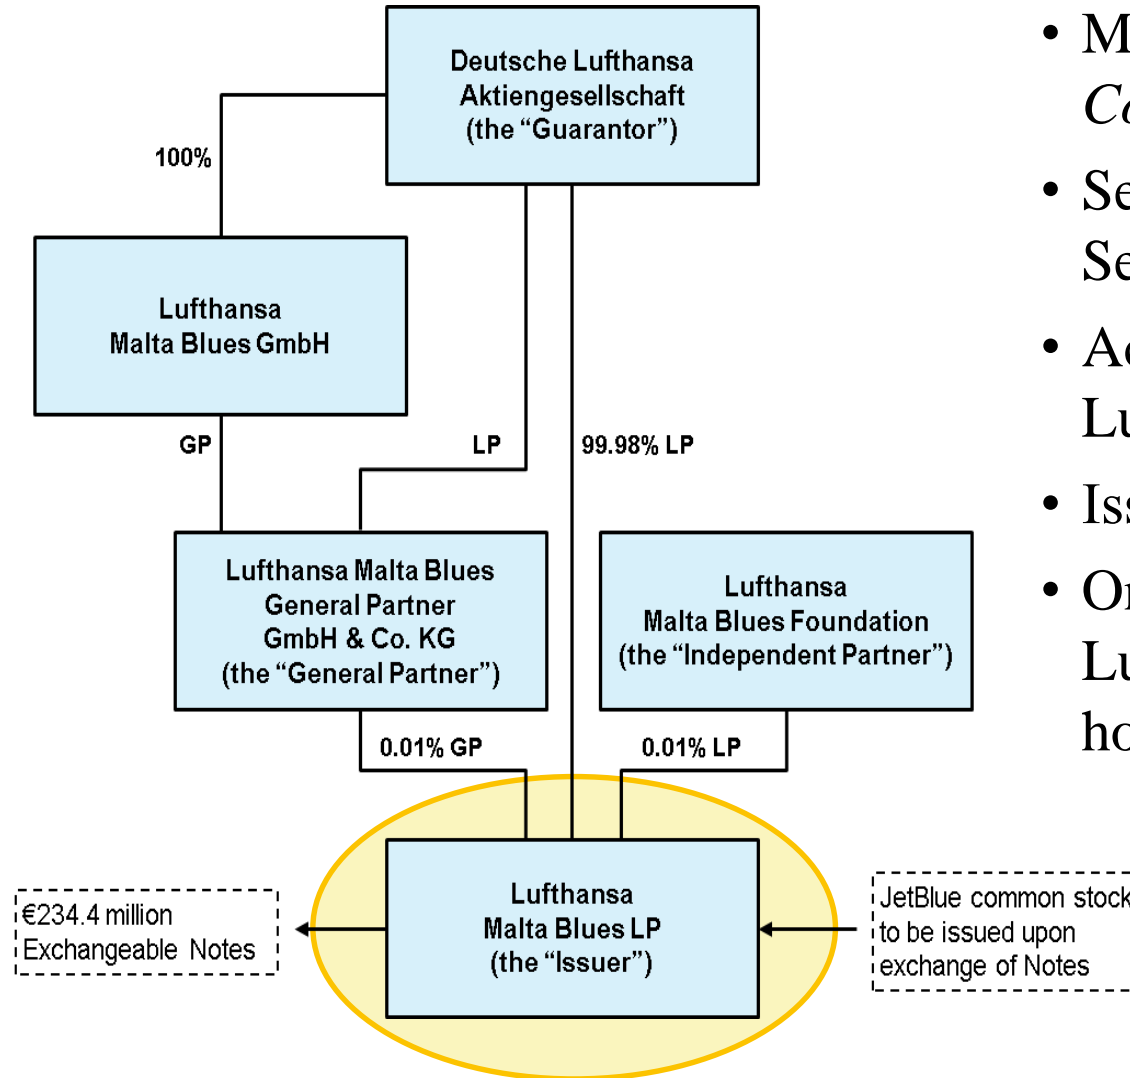 Deutsche Lufthansa
Aktiengesellschaft
(the “Guarantor”)
100%
Lufthansa
Malta Blues GmbH
GP
LP
99.98% LP
Lufthansa Malta Blues
General Partner
GmbH & Co. KG
(the “General Partner”)
Lufthansa
Malta Blues Foundation
(the “Independent Partner”)
0.01% GP
0.01% LP
Lufthansa
Malta Blues LP
(the “Issuer”)
€234.4 million
Exchangeable Notes
JetBlue common stock
to be issued upon
exchange of Notes
•
•
•
•
•